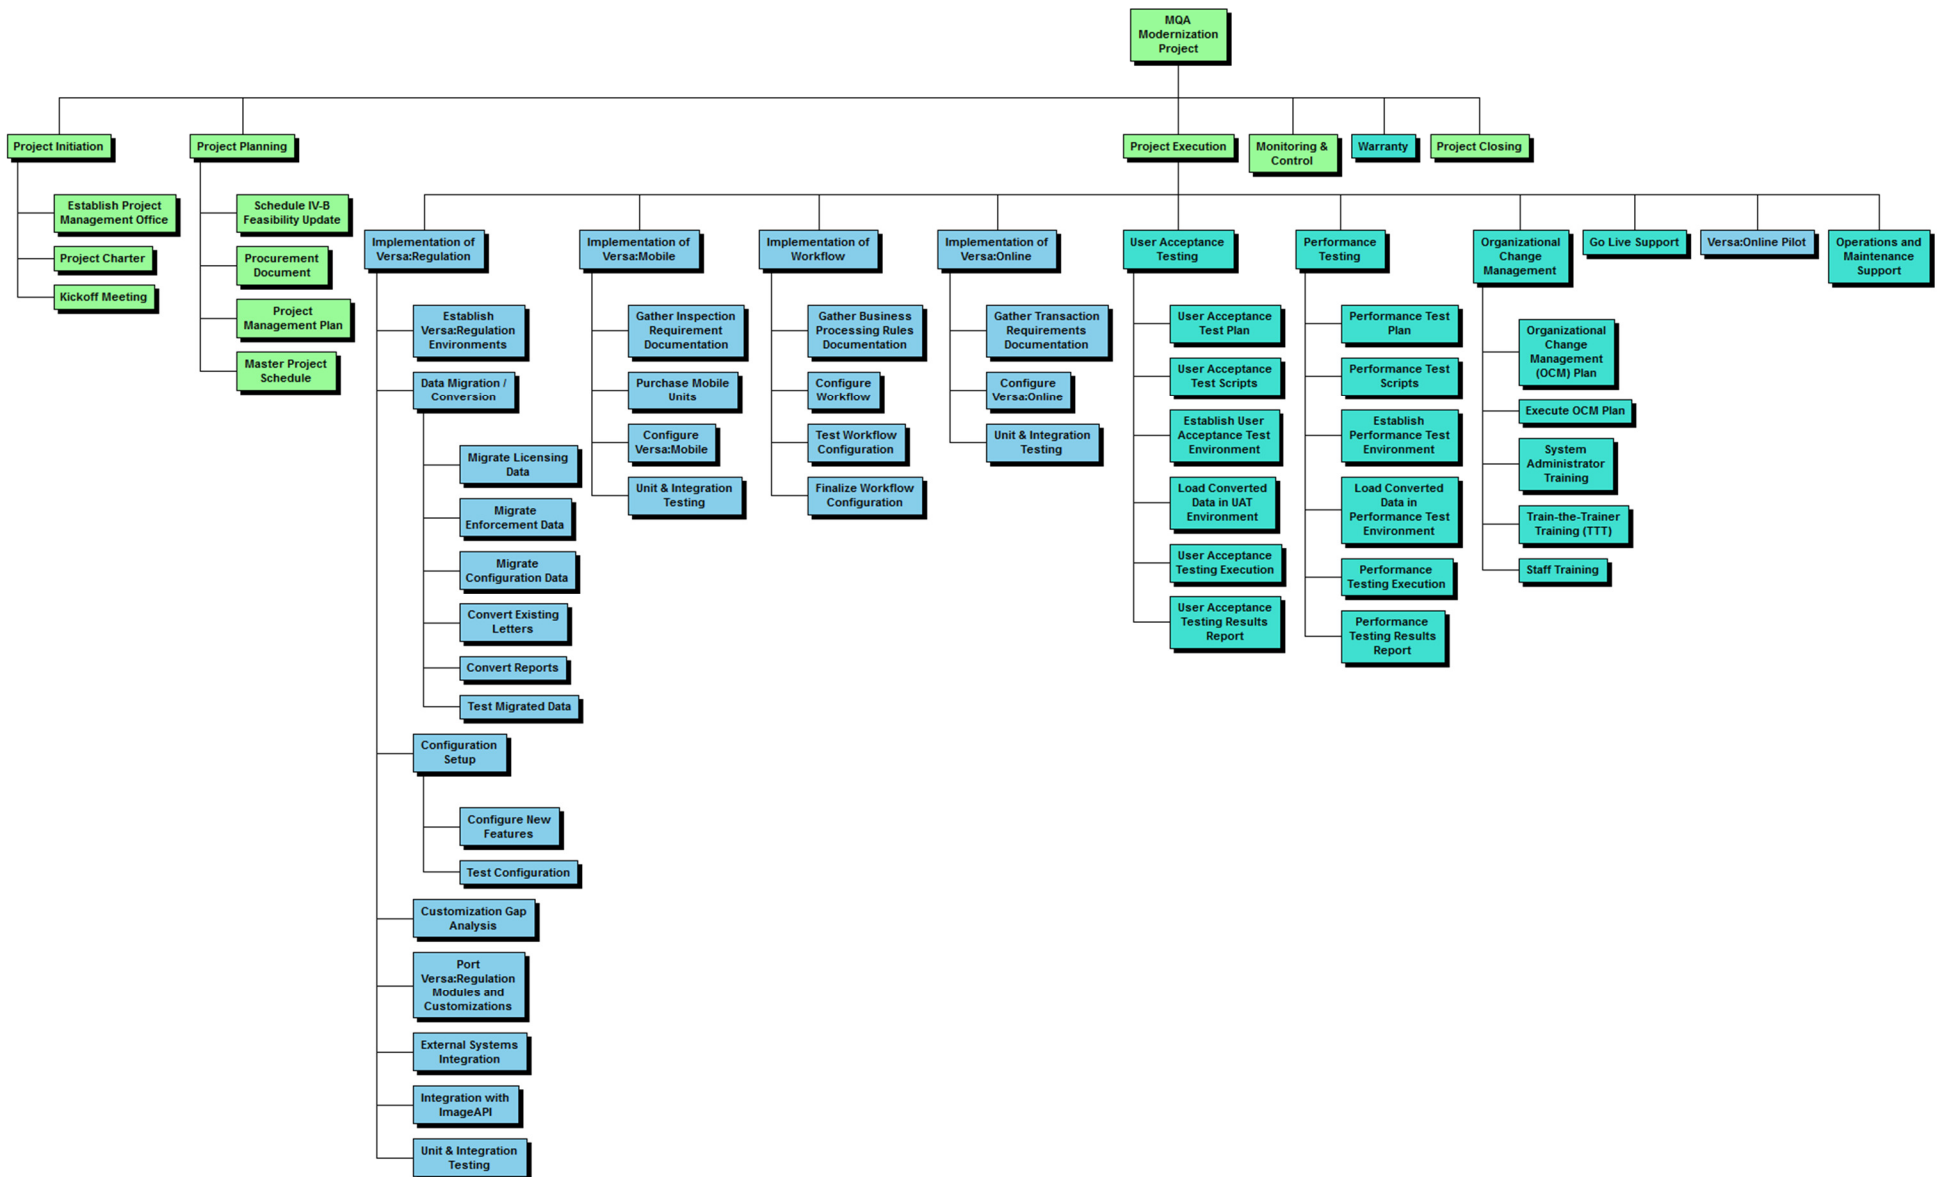 MQA
Modernization
Project
Project Initiation
Project Planning
Project Execution
Monitoring &
Control
Warranty
Project Closing
Establish Project
Management Office
Project Charter
Kickoff Meeting
Schedule IV-B
Feasibility Update
Procurement
Document
Project
Management Plan
Master Project
Schedule
Implementation of
Versa:Regulation
Establish
Versa:Regulation
Environments
Data Migration /
Conversion
Migrate Licensing
Data
Migrate
Enforcement Data
Migrate
Configuration Data
Convert Existing
Letters
Convert Reports
Test Migrated Data
Configuration
Setup
Configure New
Features
Test Configuration
Customization Gap
Analysis
Port
Versa:Regulation
Modules and
Customizations
External Systems
Integration
Integration with
ImageAPI
Unit & Integration
Testing
Implementation of
Versa:Mobile
Gather Inspection
Requirement
Documentation
Purchase Mobile
Units
Configure
Versa:Mobile
Unit & Integration
Testing
Implementation of
Workflow
Gather Business
Processing Rules
Documentation
Configure
Workflow
Test Workflow
Configuration
Finalize Workflow
Configuration
Implementation of
Versa:Online
Gather Transaction
Requirements
Documentation
Configure
Versa:Online
Unit & Integration
Testing
User Acceptance
Testing
User Acceptance
Test Plan
User Acceptance
Test Scripts
Establish User
Acceptance Test
Environment
Load Converted
Data in UAT
Environment
User Acceptance
Testing Execution
User Acceptance
Testing Results
Report
Performance
Testing
Performance Test
Plan
Performance Test
Scripts
Establish
Performance Test
Environment
Load Converted
Data in
Performance Test
Environment
Performance
Testing Execution
Performance
Testing Results
Report
Organizational
Change
Management
Organizational
Change
Management
(OCM) Plan
Execute OCM Plan
System
Administrator
Training
Train-the-Trainer
Training (TTT)
Staff Training
Go Live Support
Versa:Online Pilot
Operations and
Maintenance
Support